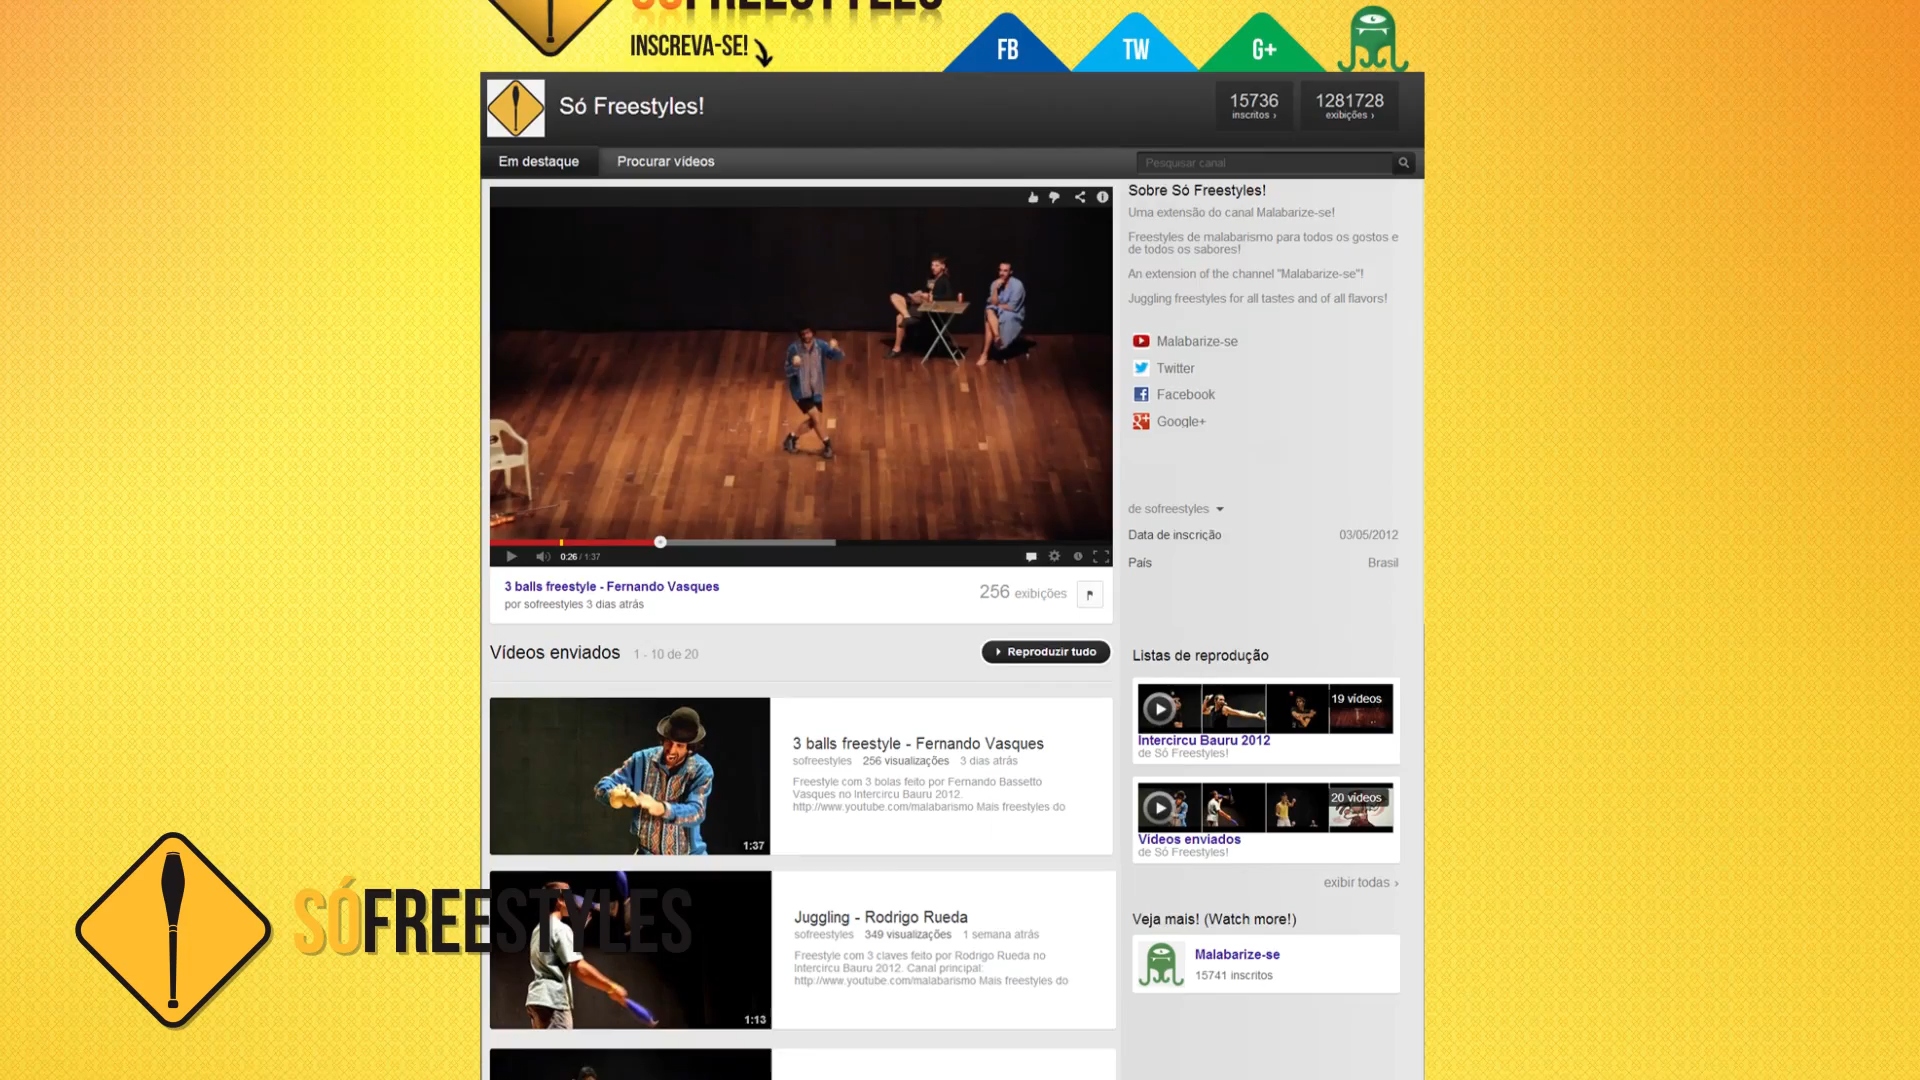 SÓFREESTYLES
INSCREVA-SE!
FB
TW
G+
Só Freestyles!
15736
inscritos ›
1281728
exibições ›
Em destaque
Procurar vídeos
Pesquisar canal
0:26 / 1:37
3 balls freestyle - Fernando Vasques
por sofreestyles 3 dias atrás
256 exibições
Vídeos enviados 1 - 10 de 20
Reproduzir tudo
1:37
3 balls freestyle - Fernando Vasques
sofreestyles 256 visualizações 3 dias atrás
Freestyle com 3 bolas feito por Fernando Bassetto
Vasques no Intercircu Bauru 2012.
http://www.youtube.com/malabarismo Mais freestyles do
1:13
Juggling - Rodrigo Rueda
sofreestyles 349 visualizações 1 semana atrás
Freestyle com 3 claves feito por Rodrigo Rueda no
Intercircu Bauru 2012. Canal principal:
http://www.youtube.com/malabarismo Mais freestyles do
Sobre Só Freestyles!
Uma extensão do canal Malabarize-se!
Freestyles de malabarismo para todos os gostos e
de todos os sabores!
An extension of the channel "Malabarize-se"!
Juggling freestyles for all tastes and of all flavors!
Malabarize-se
Twitter
Facebook
Google+
de sofreestyles
Data de inscrição 03/05/2012
País Brasil
Listas de reprodução
19 vídeos
Intercircu Bauru 2012
de Só Freestyles!
20 vídeos
Vídeos enviados
de Só Freestyles!
exibir todas ›
Veja mais! (Watch more!)
Malabarize-se
15741 inscritos
SÓFREESTYLES